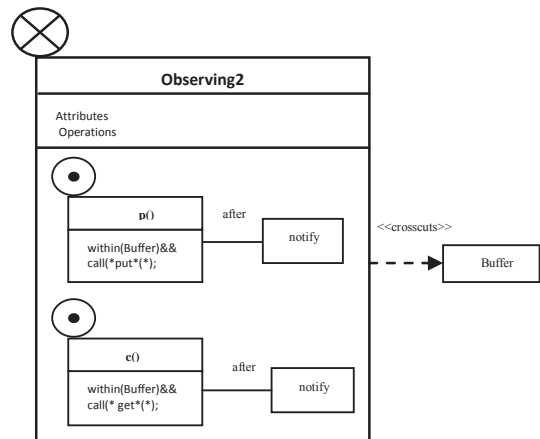 Observing2
Attributes
Operations
p()
after
notify
<<crosscuts>>
within(Buffer)&&
call(*put*(*);
Buffer
c()
after
notify
within(Buffer)&&
call(* get*(*);